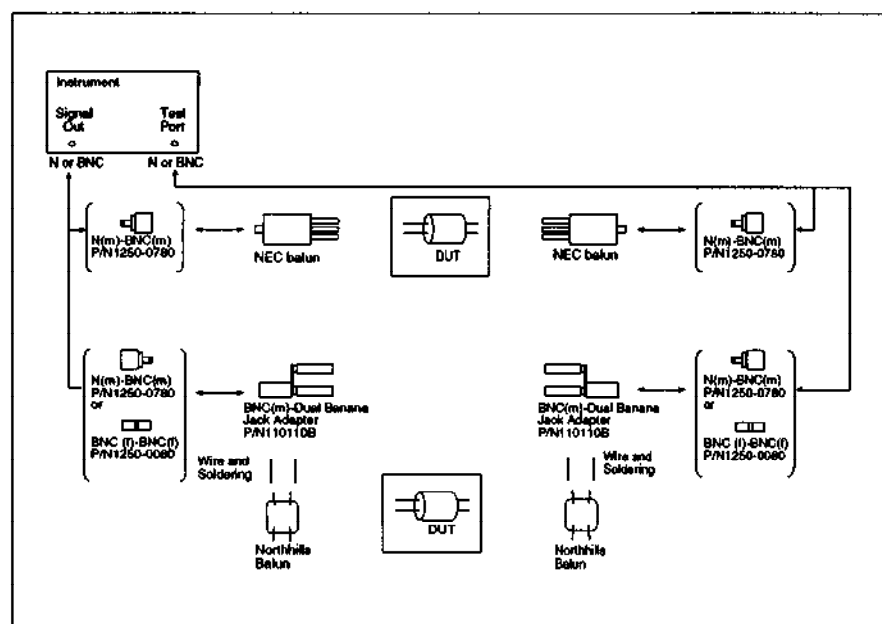 Instrument
Signal Out
Test Port
N or BNC
N or BNC
N(m)-BNC(m)
P/N1250-0780
NEC balun
DUT
NEC balun
N(m)-BNC(m)
P/N1250-0780
N(m)-BNC(m)
P/N1250-0780
or
BNC (f)-BNC(f)
P/N1250-0080
BNC(m)-Dual Banana
Jack Adapter
P/N110110B
Wire and
Soldering
Northhills
Balun
DUT
BNC(m)-Dual Banana
Jack Adapter
P/N110110B
Wire and
Soldering
Northhills
Balun
N(m)-BNC(m)
P/N1250-0780
or
BNC (f)-BNC(f)
P/N1250-0080